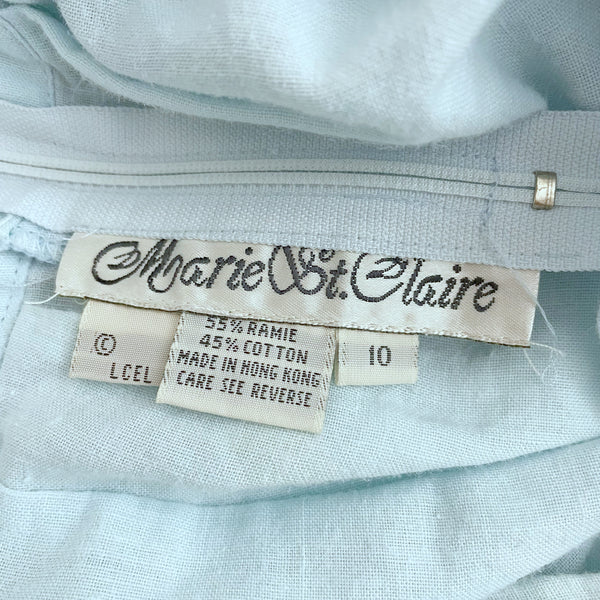 Marie St. Claire
©
LCEL
55% RAMIE
45% COTTON
MADE IN HONG KONG
CARE SEE REVERSE
10